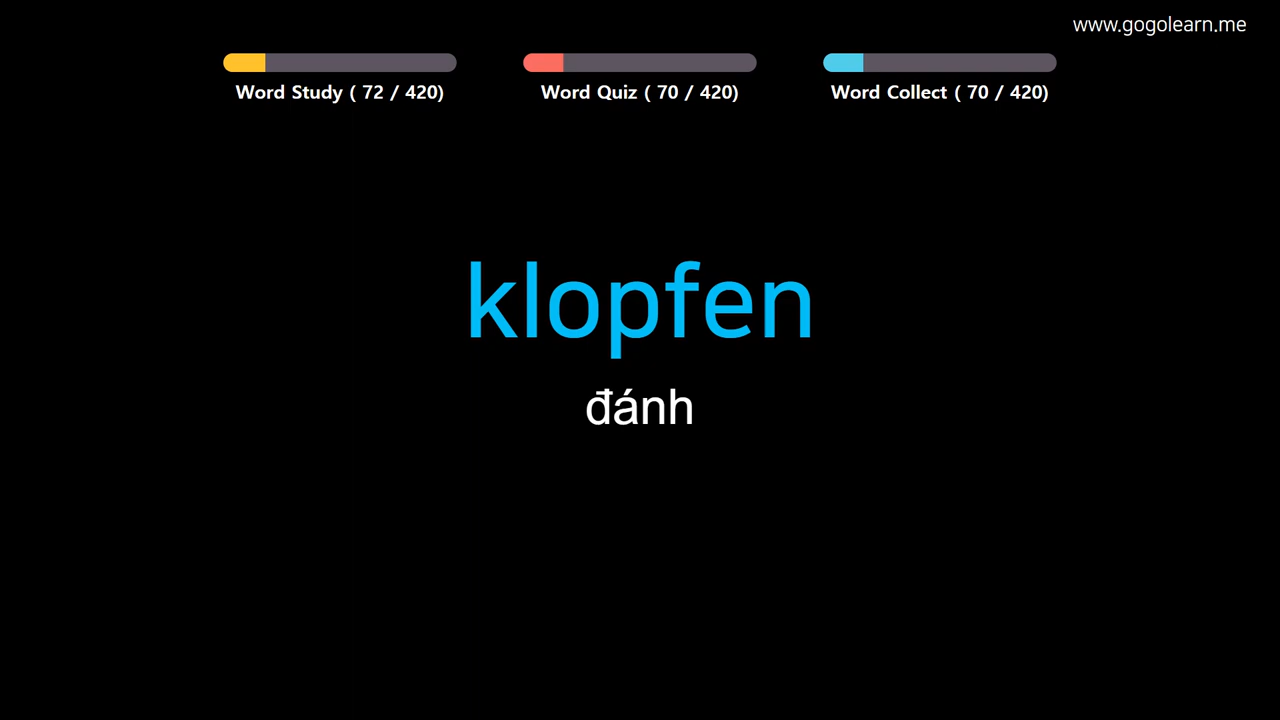 www.gogolearn.me
Word Study ( 72 / 420)
Word Quiz ( 70 / 420)
Word Collect ( 70 / 420)
klopfen
đánh